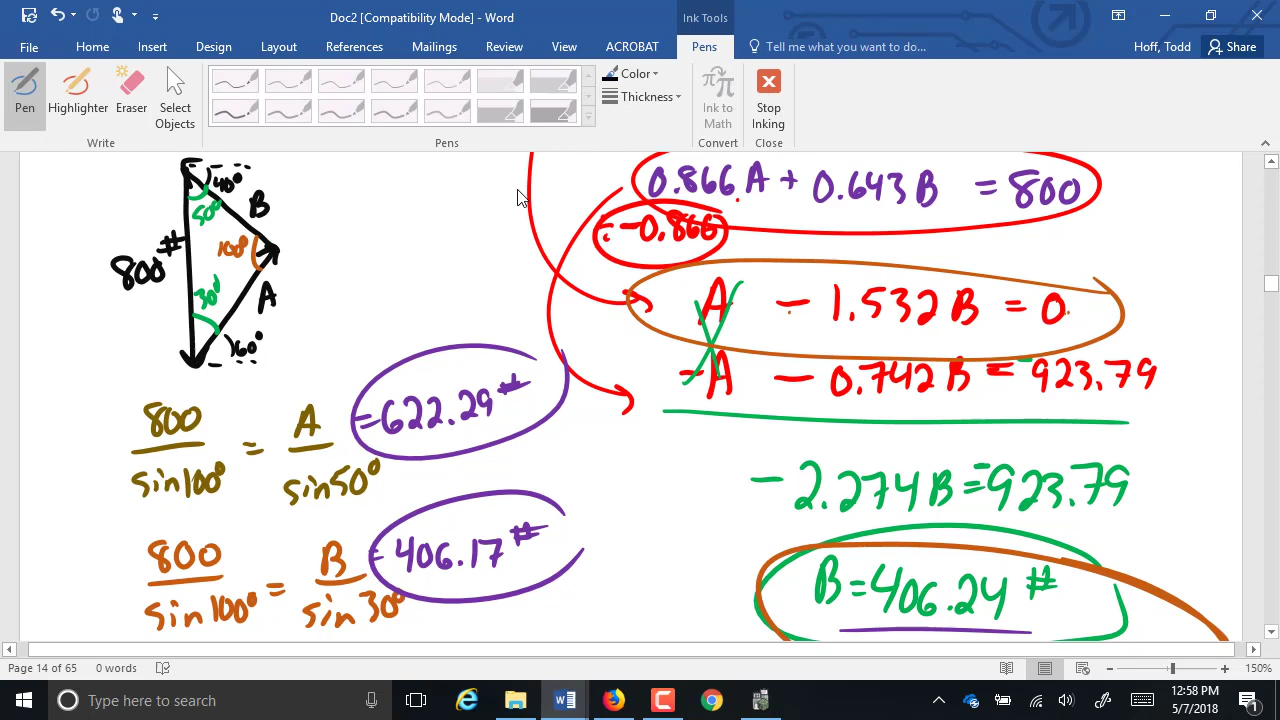 Doc2 [Compatibility Mode] - Word
Ink Tools
File Home Insert Design Layout References Mailings Review View ACROBAT Pens Tell me what you want to do... Hoff, Todd Share
Pen Highlighter Eraser Select Objects
Color
Thickness
Ink to Math
Stop Inking
Write Pens Convert Close
40°
50°
B
100°
800#
30°
A
60°
0.866A + 0.643B = 800
÷ -0.866
A - 1.532B = 0
-A - 0.742B = -923.79
-2.274B = -923.79
B = 406.24#
800/sin100° = A/sin50° = 622.29#
800/sin100° = B/sin30° = 406.17#
Page 14 of 65 0 words 150%
Type here to search
12:58 PM
5/7/2018
1